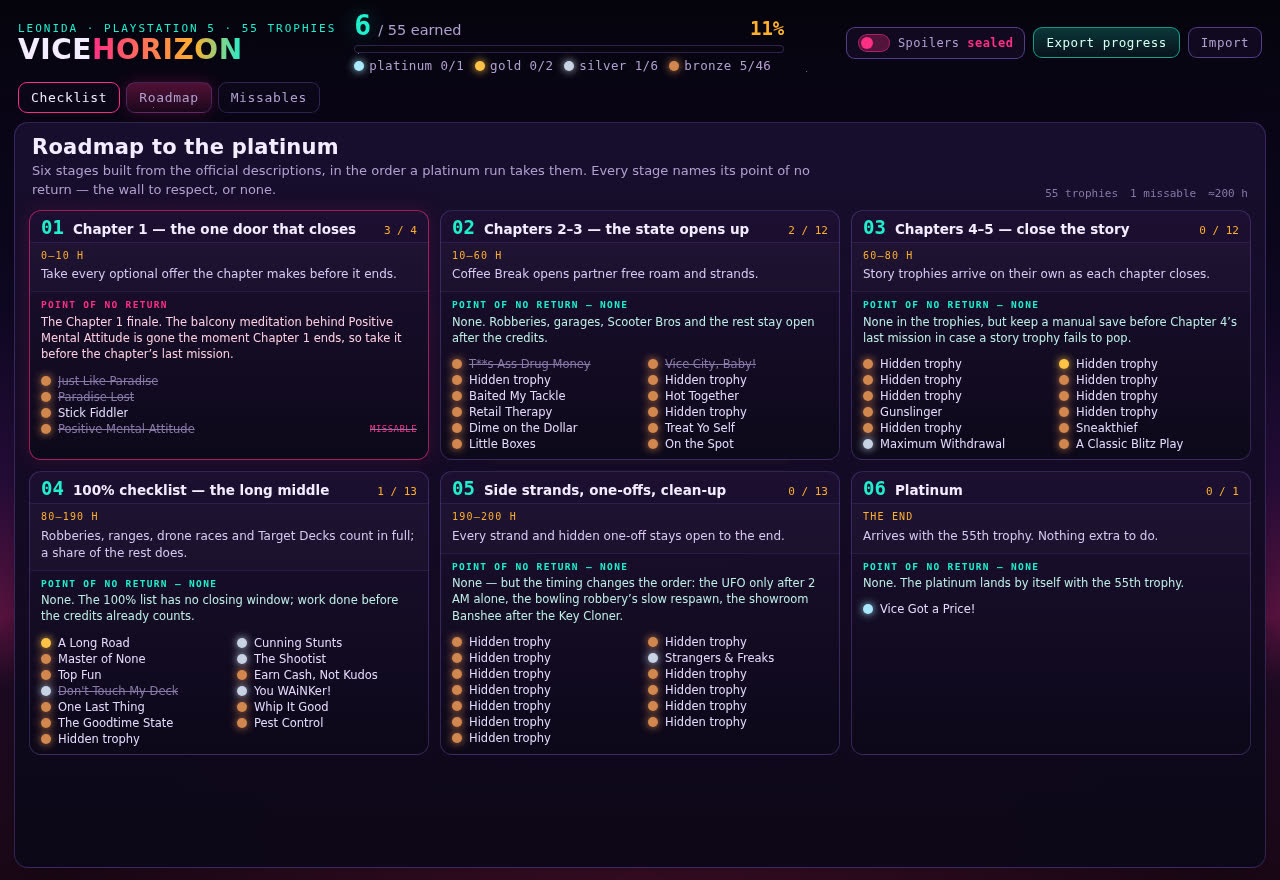 LEONIDA · PLAYSTATION 5 · 55 TROPHIES
VICEHORIZON
6 / 55 earned
11%
platinum 0/1 gold 0/2 silver 1/6 bronze 5/46
Spoilers sealed
Export progress
Import
Checklist
Roadmap
Missables
Roadmap to the platinum
Six stages built from the official descriptions, in the order a platinum run takes them. Every stage names its point of no
return — the wall to respect, or none.
55 trophies 1 missable ≈200 h
01 Chapter 1 — the one door that closes 3 / 4
0–10 H
Take every optional offer the chapter makes before it ends.
POINT OF NO RETURN
The Chapter 1 finale. The balcony meditation behind Positive
Mental Attitude is gone the moment Chapter 1 ends, so take it
before the chapter’s last mission.
Just Like Paradise
Paradise Lost
Stick Fiddler
Positive Mental Attitude MISSABLE
02 Chapters 2–3 — the state opens up 2 / 12
10–60 H
Coffee Break opens partner free roam and strands.
POINT OF NO RETURN — NONE
None. Robberies, garages, Scooter Bros and the rest stay open
after the credits.
T**s Ass Drug Money
Hidden trophy
Baited My Tackle
Retail Therapy
Dime on the Dollar
Little Boxes
Vice City, Baby!
Hidden trophy
Hot Together
Hidden trophy
Treat Yo Self
On the Spot
03 Chapters 4–5 — close the story 0 / 12
60–80 H
Story trophies arrive on their own as each chapter closes.
POINT OF NO RETURN — NONE
None in the trophies, but keep a manual save before Chapter 4’s
last mission in case a story trophy fails to pop.
Hidden trophy
Hidden trophy
Hidden trophy
Gunslinger
Hidden trophy
Maximum Withdrawal
Hidden trophy
Hidden trophy
Hidden trophy
Hidden trophy
Sneakthief
A Classic Blitz Play
04 100% checklist — the long middle 1 / 13
80–190 H
Robberies, ranges, drone races and Target Decks count in full;
a share of the rest does.
POINT OF NO RETURN — NONE
None. The 100% list has no closing window; work done before
the credits already counts.
A Long Road
Master of None
Top Fun
Don't Touch My Deck
One Last Thing
The Goodtime State
Hidden trophy
Cunning Stunts
The Shootist
Earn Cash, Not Kudos
You WAiNKer!
Whip It Good
Pest Control
05 Side strands, one-offs, clean-up 0 / 13
190–200 H
Every strand and hidden one-off stays open to the end.
POINT OF NO RETURN — NONE
None — but the timing changes the order: the UFO only after 2
AM alone, the bowling robbery’s slow respawn, the showroom
Banshee after the Key Cloner.
Hidden trophy
Hidden trophy
Hidden trophy
Hidden trophy
Hidden trophy
Hidden trophy
Hidden trophy
Hidden trophy
Strangers & Freaks
Hidden trophy
Hidden trophy
Hidden trophy
Hidden trophy
06 Platinum 0 / 1
THE END
Arrives with the 55th trophy. Nothing extra to do.
POINT OF NO RETURN — NONE
None. The platinum lands by itself with the 55th trophy.
Vice Got a Price!